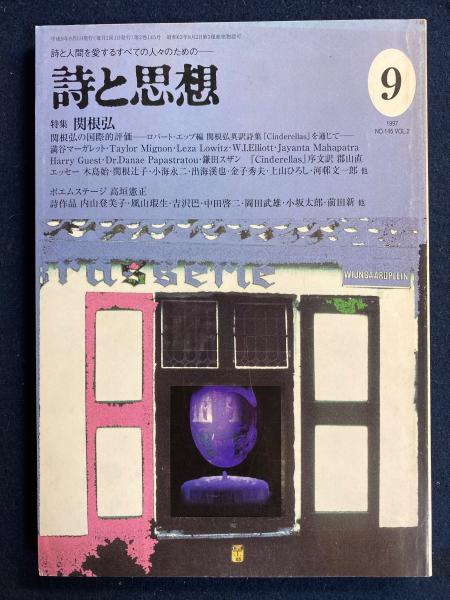 詩と人間を愛するすべての人々のための──
詩と思想
9
1997
NO.145 VOL.2
特集 関根弘
関根弘の国際的評価──ロバート・エップ編 関根弘英訳詩集『Cinderellas』を通じて──
満谷マーガレット・Taylor Mignon・Leza Lowitz・W.I.Elliott・Jayanta Mahapatra
Harry Guest・Dr.Danae Papastratou・鎌田スザン 『Cinderellas』序文訳 郡山直
エッセー 木島始・関根辻子・小海永二・出海溪也・金子秀夫・上山ひろし・河邨文一郎 他
ポエムステージ 高垣憲正
詩作品 内山登美子・風山瑕生・吉沢巴・中田啓二・岡田武雄・小坂太郎・前田新 他
brasserie
WIJNGAARDPLEIN